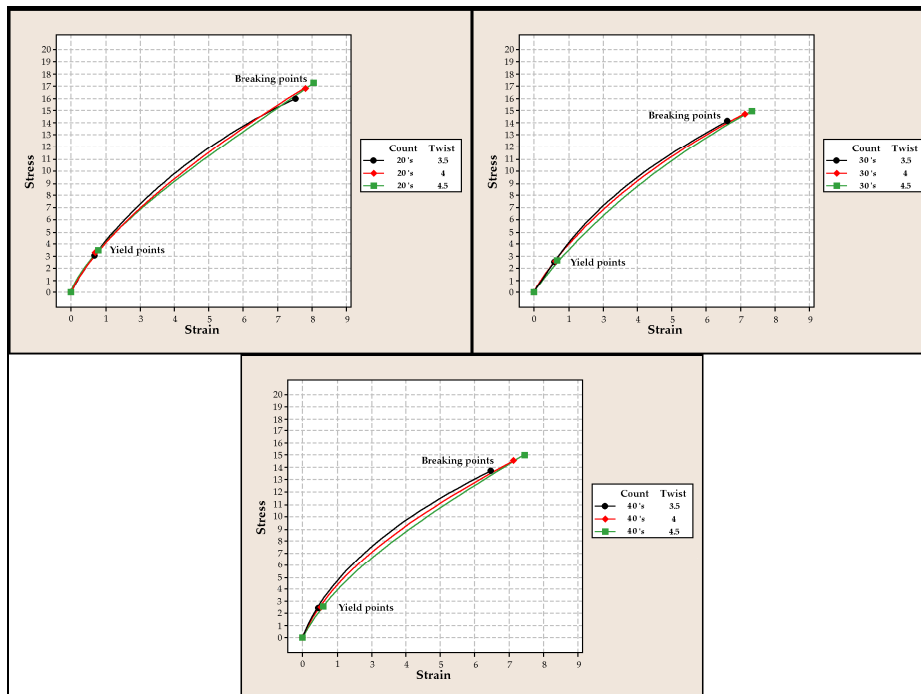 20
19
18
17
16
15
14
13
12
11
10
9
8
7
6
5
4
3
2
1
0
Stress
Breaking points
Yield points
0 1 3 4 5 6 7 8 9
Strain
Count Twist
20's 3.5
20's 4
20's 4.5
20
19
18
17
16
15
14
13
12
11
10
9
8
7
6
5
4
3
2
1
0
Stress
Breaking points
Yield points
0 1 3 4 5 6 7 8 9
Strain
Count Twist
30's 3.5
30's 4
30's 4.5
20
19
18
17
16
15
14
13
12
11
10
9
8
7
6
5
4
3
2
1
0
Stress
Breaking points
Yield points
0 1 3 4 5 6 7 8 9
Strain
Count Twist
40's 3.5
40's 4
40's 4,5